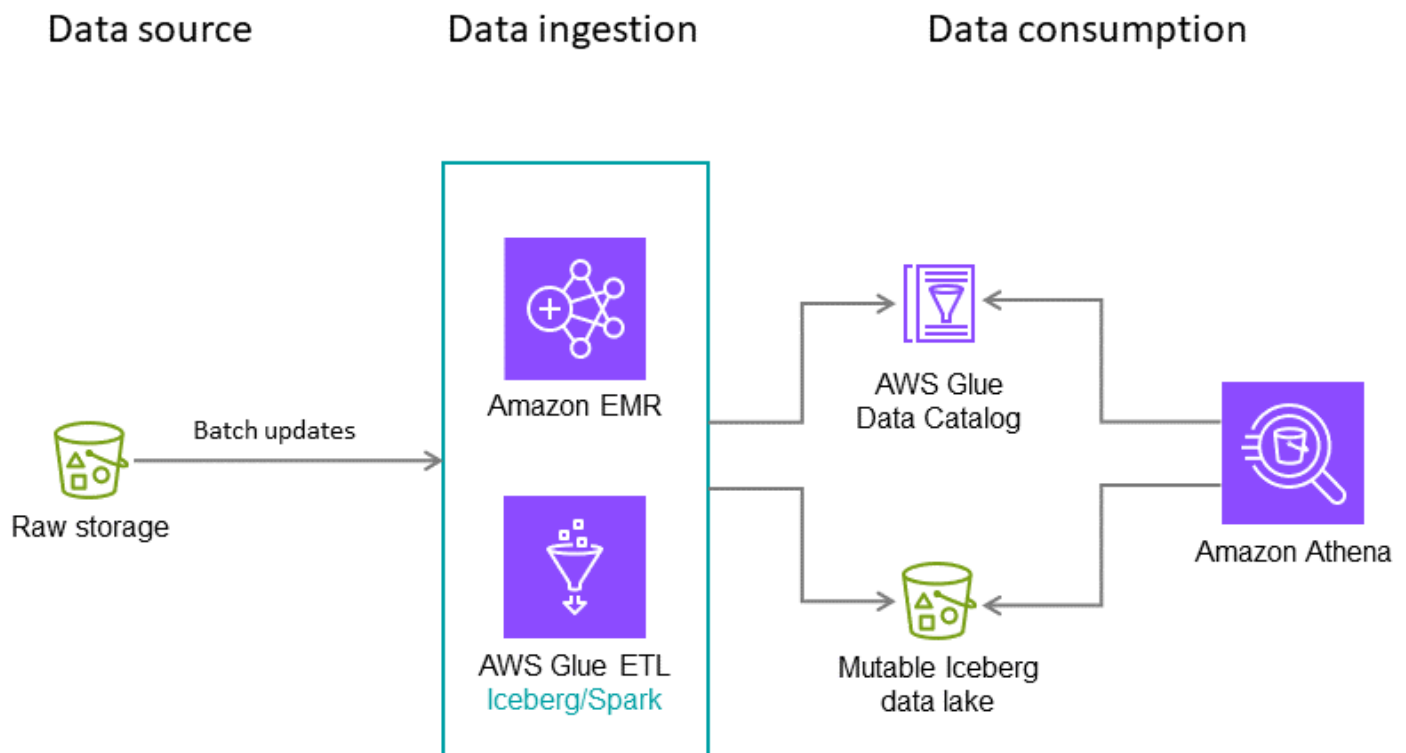 Data source
Data ingestion
Data consumption
Amazon EMR
AWS Glue
Data Catalog
Batch updates
Raw storage
Amazon Athena
AWS Glue ETL
Iceberg/Spark
Mutable Iceberg
data lake